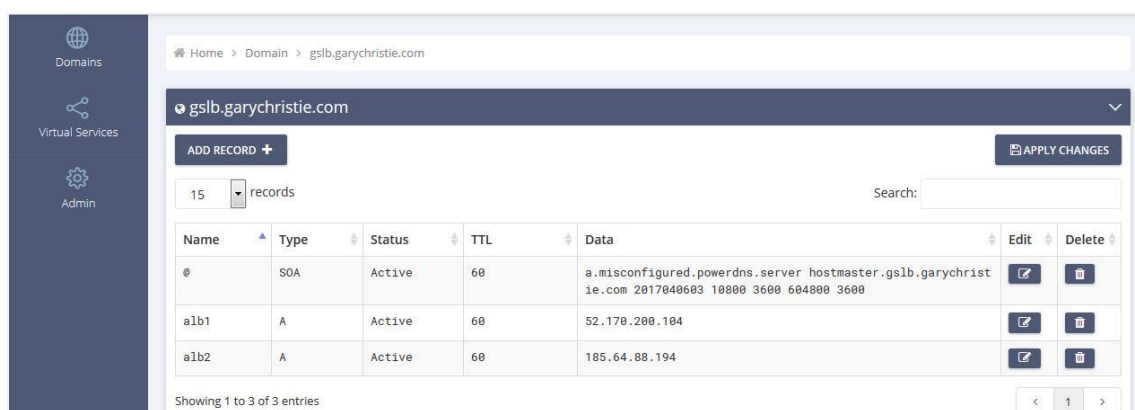 Domains
Virtual Services
Admin
Home > Domain > gslb.garychristie.com
gslb.garychristie.com
ADD RECORD +
APPLY CHANGES
15 records
Search:
Name Type Status TTL Data Edit Delete
@ SOA Active 60 a.misconfigured.powerdns.server hostmaster.gslb.garychrist
ie.com 2017040603 10800 3600 604800 3600
alb1 A Active 60 52.170.200.104
alb2 A Active 60 185.64.88.194
Showing 1 to 3 of 3 entries
< 1 >